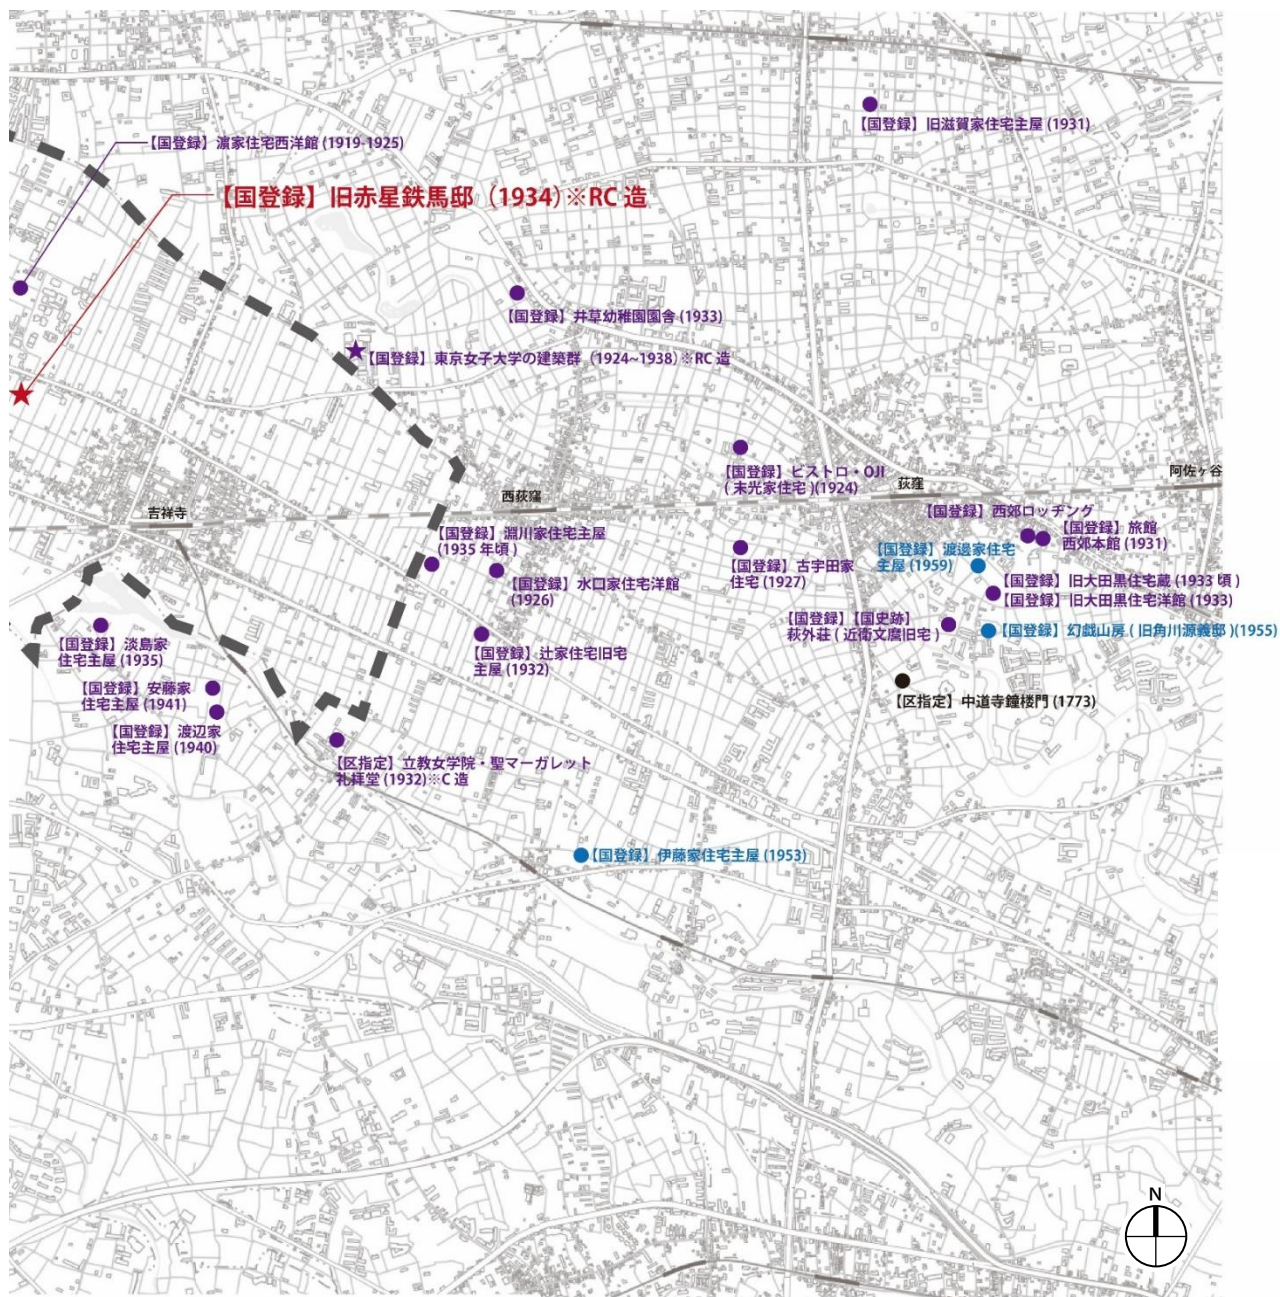 【国登録】旧滋賀家住宅主屋 (1931)
【国登録】濵家住宅西洋館 (1919-1925)
【国登録】旧赤星鉄馬邸（1934）※RC 造
【国登録】井草幼稚園園舎 (1933)
【国登録】東京女子大学の建築群（1924~1938）※RC 造
【国登録】ビストロ・OJI
( 末光家住宅 )(1924)
阿佐ヶ谷
荻窪
西荻窪
吉祥寺
【国登録】西郊ロッヂング
【国登録】旅館
西郊本館 (1931)
【国登録】淵川家住宅主屋
(1935 年頃 )
【国登録】渡邊家住宅
主屋 (1959)
【国登録】古宇田家
住宅 (1927)
【国登録】水口家住宅洋館
(1926)
【国登録】旧大田黒住宅蔵 (1933 頃 )
【国登録】旧大田黒住宅洋館 (1933)
【国登録】【国史跡】
荻外荘 ( 近衛文麿旧宅 )
【国登録】幻戯山房 ( 旧角川源義邸 )(1955)
【国登録】淡島家
住宅主屋 (1935)
【国登録】辻家住宅旧宅
主屋 (1932)
【国登録】安藤家
住宅主屋 (1941)
【区指定】中道寺鐘楼門 (1773)
【国登録】渡辺家
住宅主屋 (1940)
【区指定】立教女学院・聖マーガレット
礼拝堂 (1932)※C 造
【国登録】伊藤家住宅主屋 (1953)
N